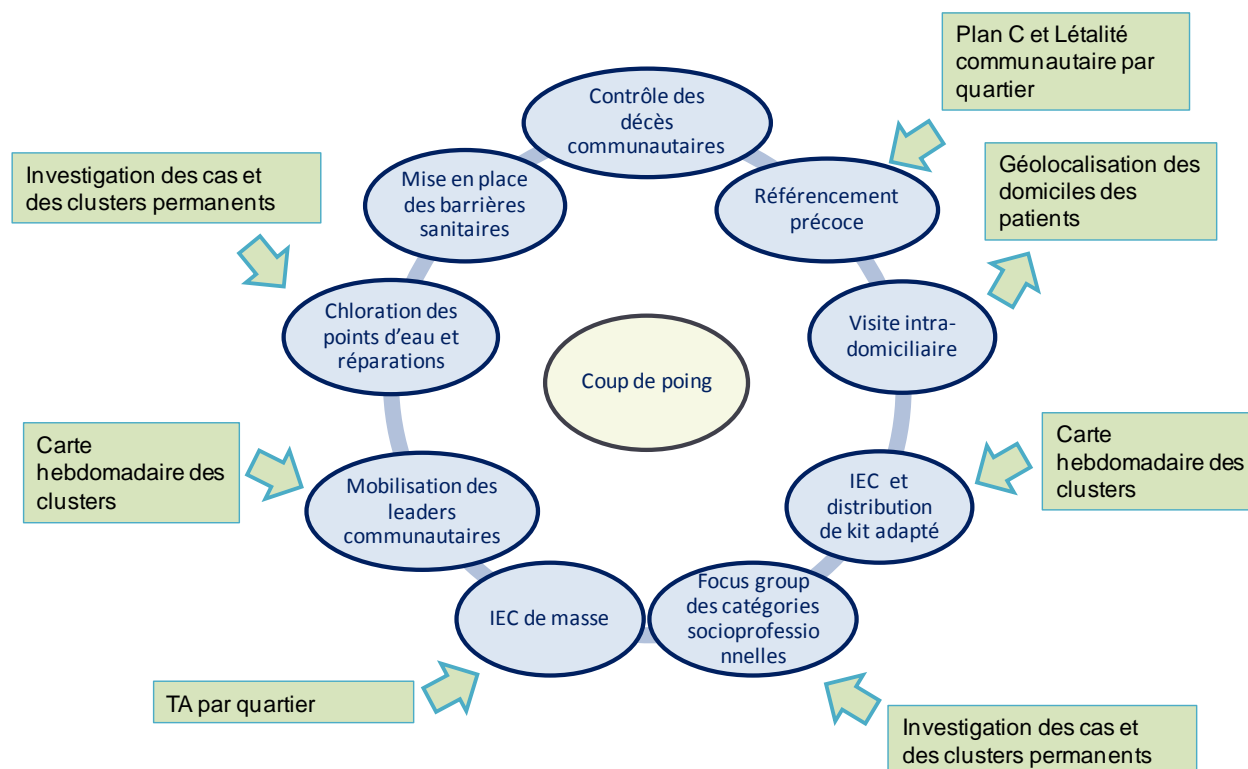 Plan C et Létalité
communautaire par
quartier
Contrôle des
décès
communautaires
Investigation des cas et
des clusters permanents
Mise en place
des barrières
sanitaires
Référencement
précoce
Géolocalisation des
domiciles des
patients
Chloration des
points d’eau et
réparations
Visite intra-
domiciliaire
Coup de poing
Carte
hebdomadaire des
clusters
Mobilisation des
leaders
communautaires
IEC et
distribution
de kit adapté
Carte
hebdomadaire des
clusters
IEC de masse
Focus group
des catégories
socioprofessio
nnelles
TA par quartier
Investigation des cas et
des clusters permanents